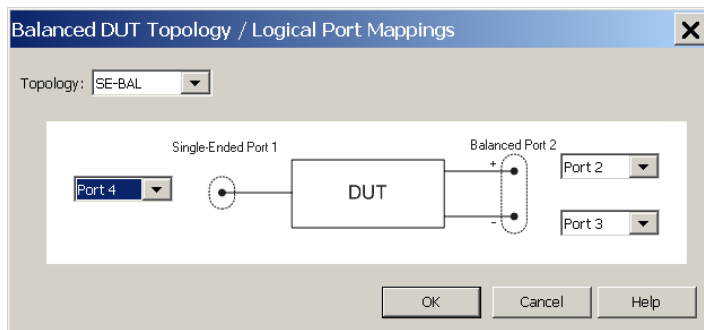 Balanced DUT Topology / Logical Port Mappings
Topology: SE-BAL
Single-Ended Port 1
Balanced Port 2
Port 4
DUT
+
Port 2
-
Port 3
OK
Cancel
Help